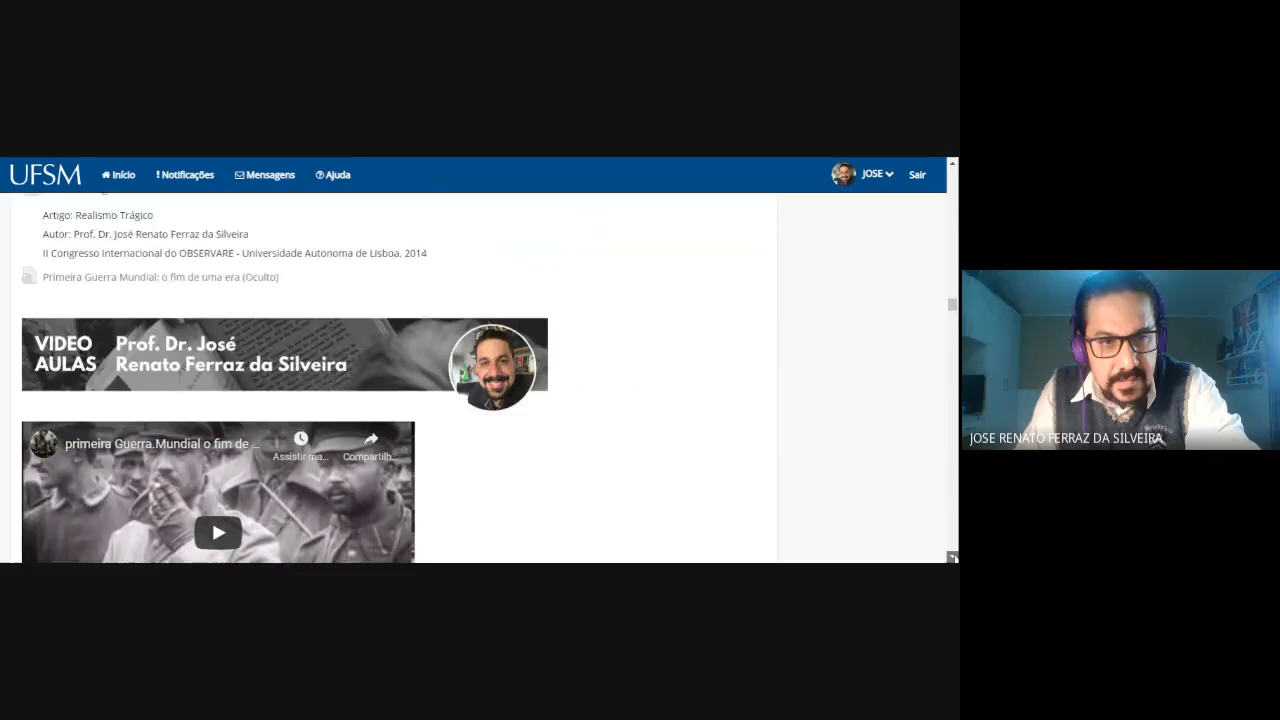 UFSM
Início
Notificações
Mensagens
Ajuda
JOSE
Sair
Artigo: Realismo Trágico
Autor: Prof. Dr. José Renato Ferraz da Silveira
II Congresso Internacional do OBSERVARE - Universidade Autonoma de Lisboa, 2014
Primeira Guerra Mundial: o fim de uma era (Oculto)
VIDEO AULAS
Prof. Dr. José
Renato Ferraz da Silveira
primeira Guerra.Mundial o fim de ...
Assistir ma...
Compartilh...
JOSE RENATO FERRAZ DA SILVEIRA